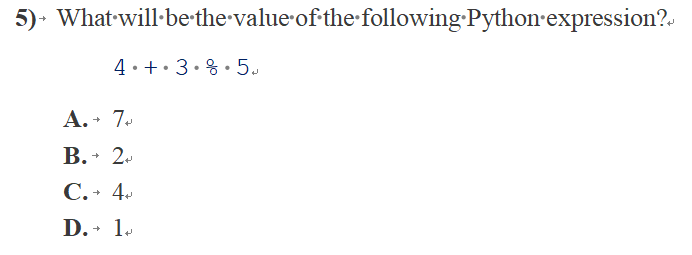 5) What will be the value of the following Python expression?
4 + 3 % 5
A. 7
B. 2
C. 4
D. 1